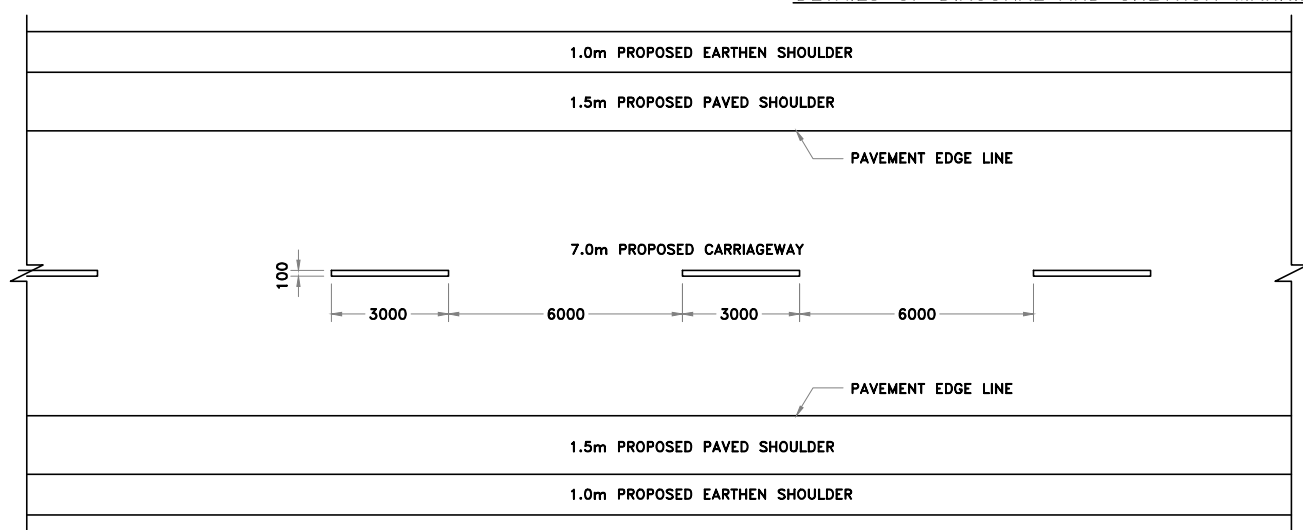 1.0m PROPOSED EARTHEN SHOULDER
1.5m PROPOSED PAVED SHOULDER
PAVEMENT EDGE LINE
7.0m PROPOSED CARRIAGEWAY
100
3000 6000 3000 6000
PAVEMENT EDGE LINE
1.5m PROPOSED PAVED SHOULDER
1.0m PROPOSED EARTHEN SHOULDER